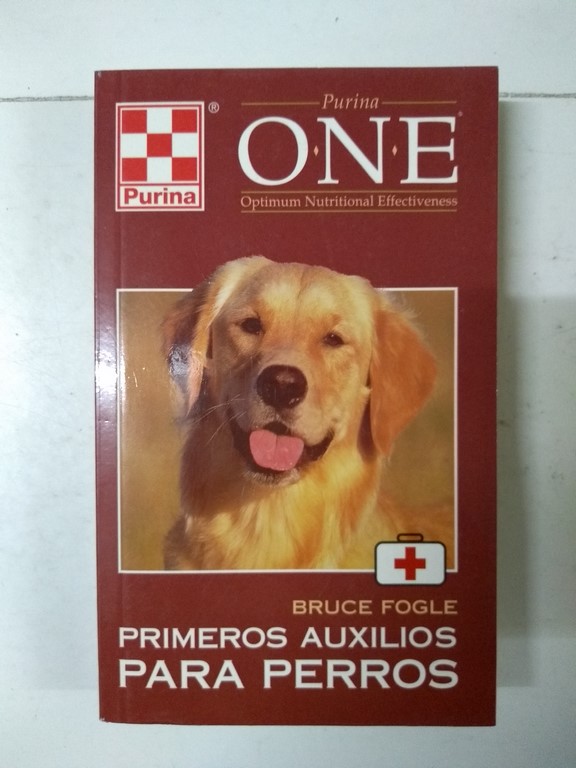 Purina
®
Purina
O·N·E®
Optimum Nutritional Effectiveness
BRUCE FOGLE
PRIMEROS AUXILIOS
PARA PERROS